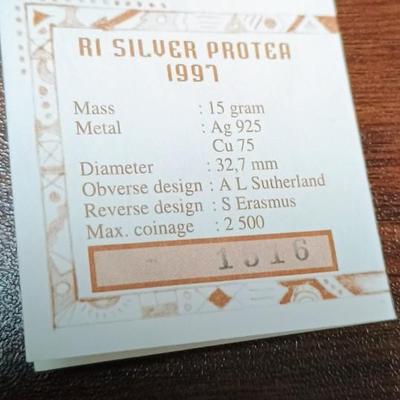 R1 SILVER PROTEA
1997
Mass : 15 gram
Metal : Ag 925
Cu 75
Diameter : 32,7 mm
Obverse design : A L Sutherland
Reverse design : S Erasmus
Max. coinage : 2 500
- 1316